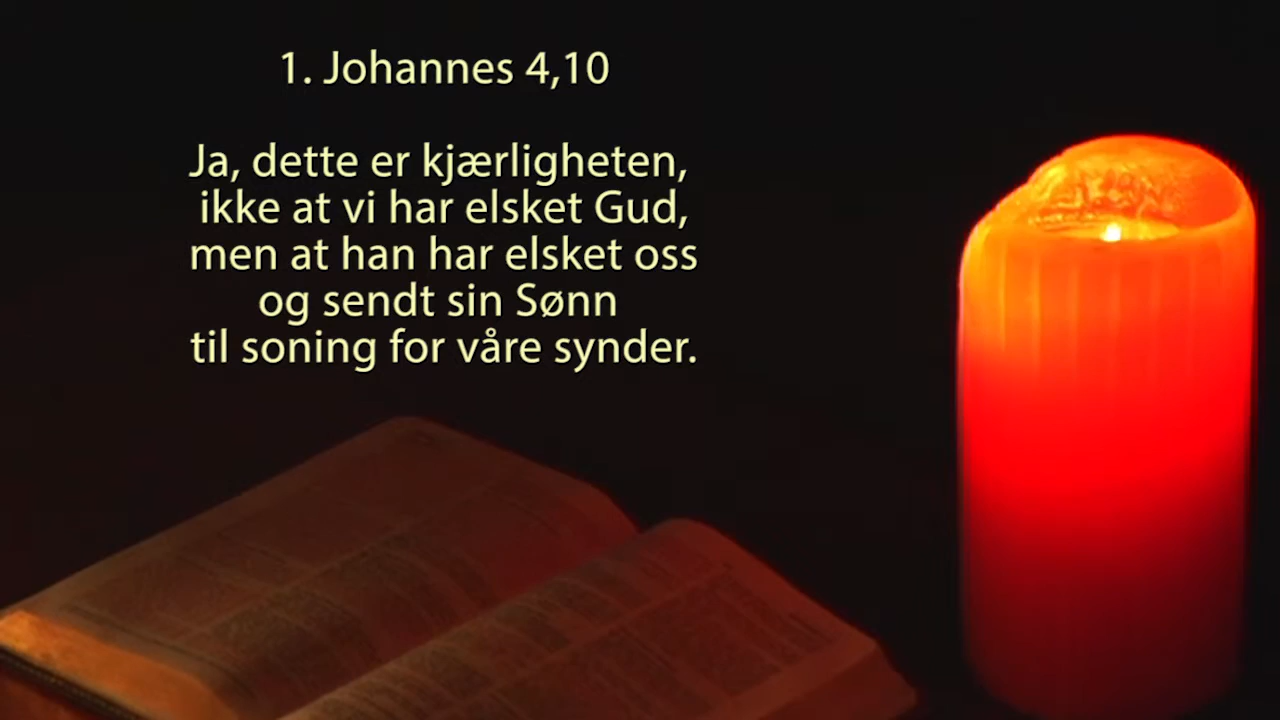 1. Johannes 4,10
Ja, dette er kjærligheten,
ikke at vi har elsket Gud,
men at han har elsket oss
og sendt sin Sønn
til soning for våre synder.